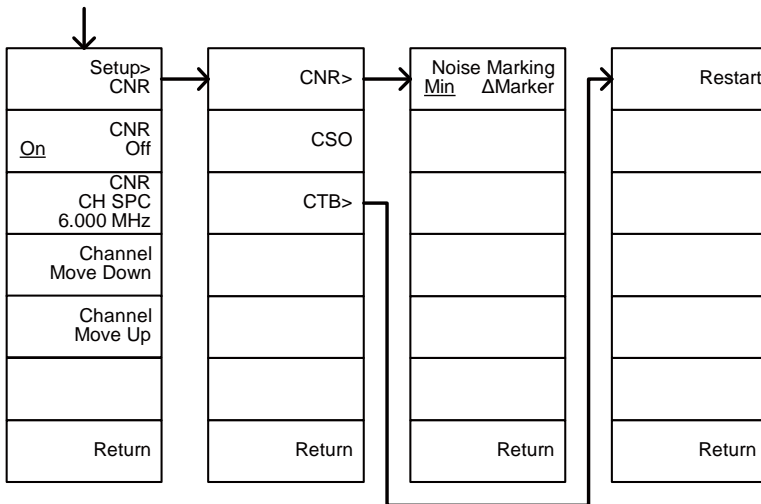 Setup>
CNR
CNR
On Off
CNR
CH SPC
6.000 MHz
Channel
Move Down
Channel
Move Up
Return
CNR>
CSO
CTB>
Return
Noise Marking
Min ΔMarker
Return
Restart
Return